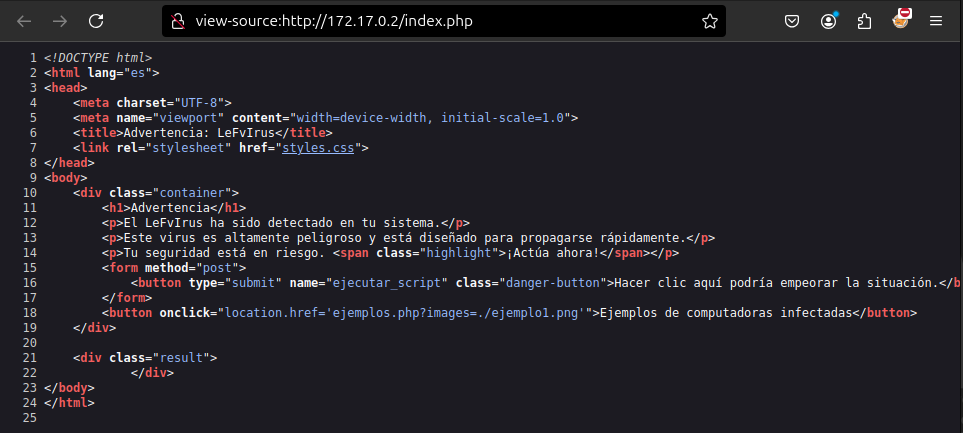 view-source:http://172.17.0.2/index.php
1 <!DOCTYPE html>
2 <html lang="es">
3 <head>
4     <meta charset="UTF-8">
5     <meta name="viewport" content="width=device-width, initial-scale=1.0">
6     <title>Advertencia: LeFvIrus</title>
7     <link rel="stylesheet" href="styles.css">
8 </head>
9 <body>
10     <div class="container">
11         <h1>Advertencia</h1>
12         <p>El LeFvIrus ha sido detectado en tu sistema.</p>
13         <p>Este virus es altamente peligroso y está diseñado para propagarse rápidamente.</p>
14         <p>Tu seguridad está en riesgo. <span class="highlight">¡Actúa ahora!</span></p>
15         <form method="post">
16             <button type="submit" name="ejecutar_script" class="danger-button">Hacer clic aquí podría empeorar la situación.</b
17         </form>
18         <button onclick="location.href='ejemplos.php?images=./ejemplo1.png'">Ejemplos de computadoras infectadas</button>
19     </div>
20
21     <div class="result">
22             </div>
23 </body>
24 </html>
25